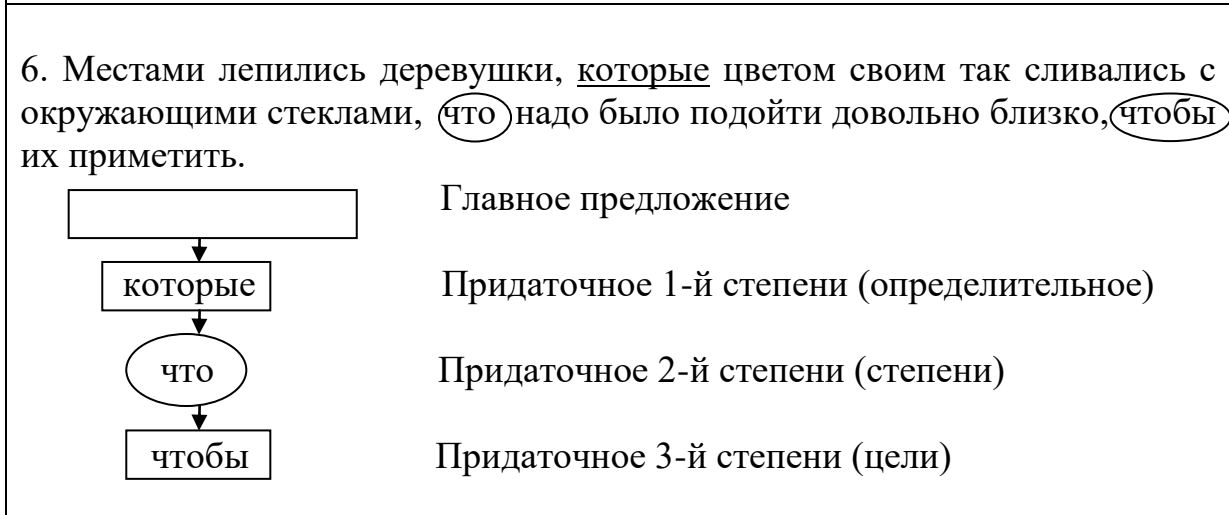 6. Местами лепились деревушки, которые цветом своим так сливались с
окружающими стеклами, что надо было подойти довольно близко, чтобы
их приметить.
Главное предложение
которые Придаточное 1-й степени (определительное)
что Придаточное 2-й степени (степени)
чтобы Придаточное 3-й степени (цели)